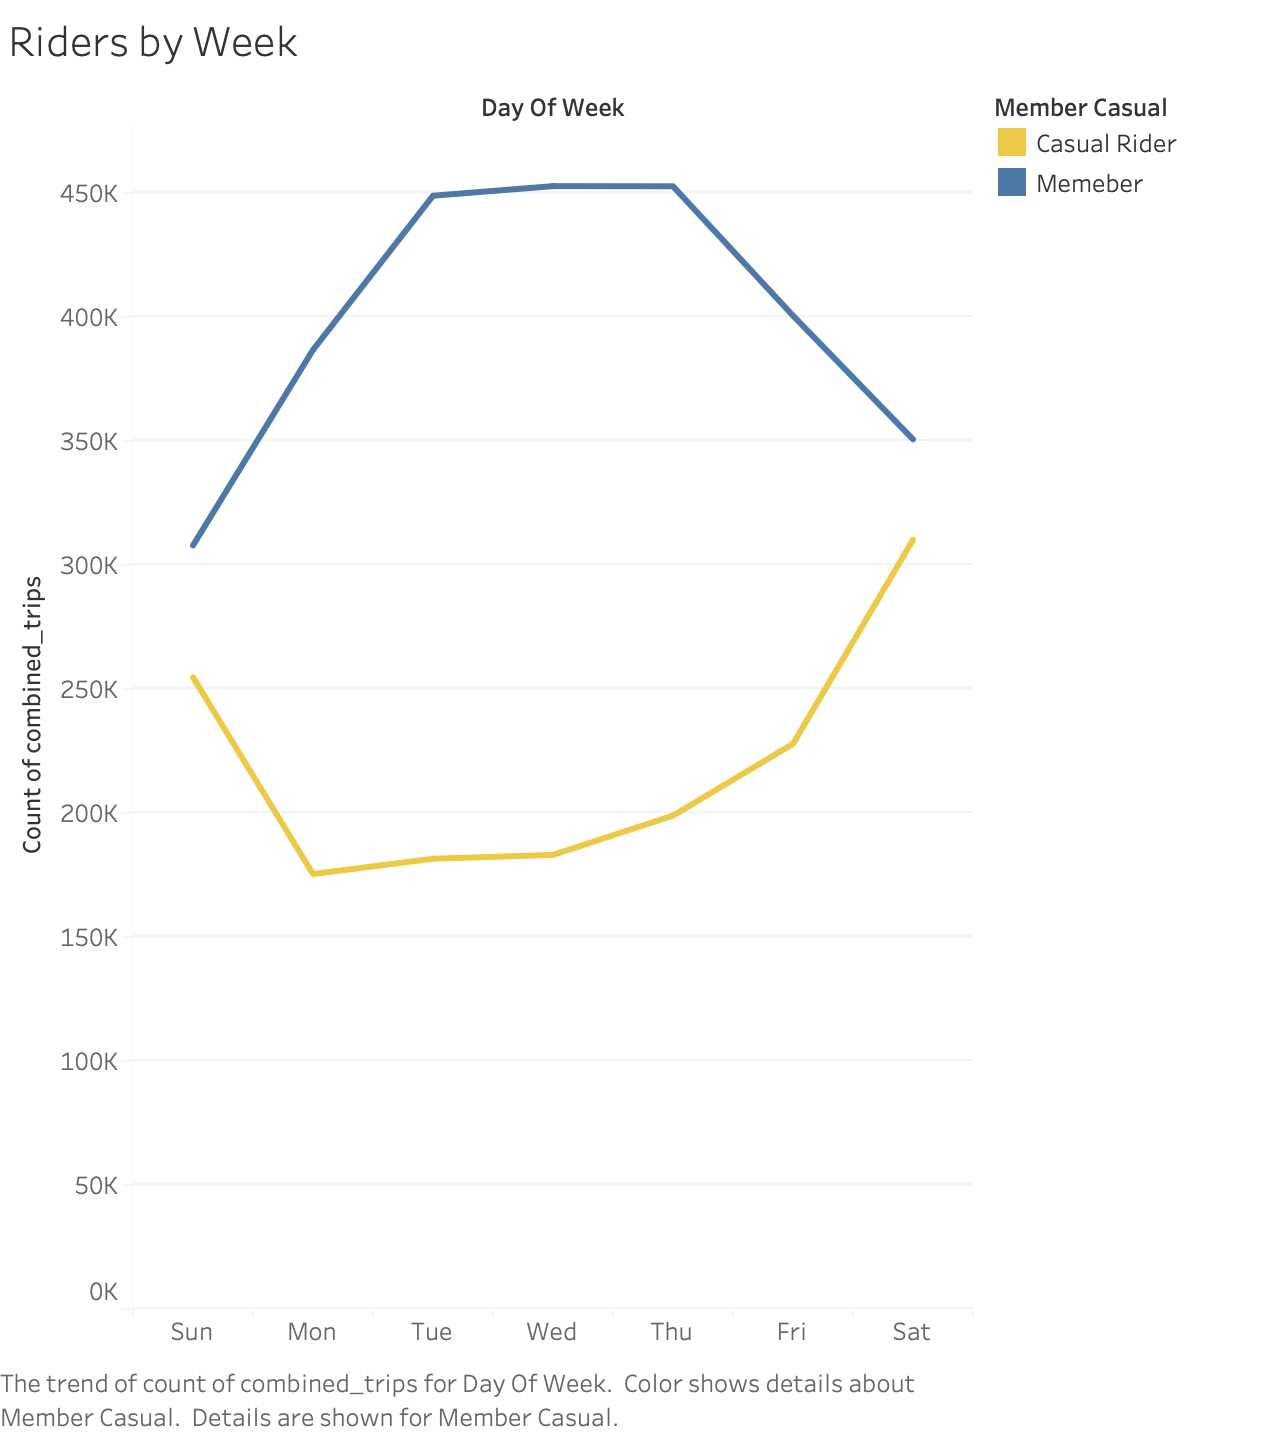 Riders by Week
Day Of Week
Member Casual
Casual Rider
Memeber
450K
400K
350K
300K
250K
200K
150K
100K
50K
0K
Count of combined_trips
Sun Mon Tue Wed Thu Fri Sat
The trend of count of combined_trips for Day Of Week.  Color shows details about
Member Casual.  Details are shown for Member Casual.